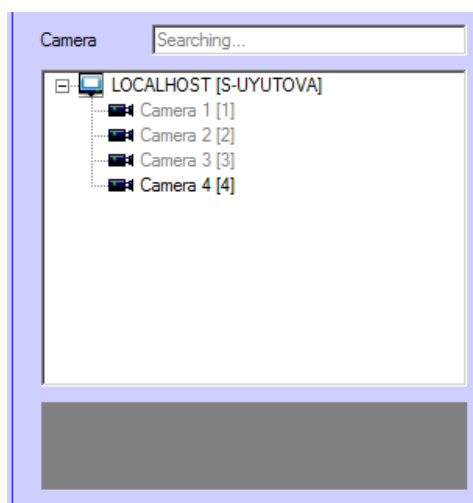 Camera Searching...
LOCALHOST [S-UYUTOVA]
Camera 1 [1]
Camera 2 [2]
Camera 3 [3]
Camera 4 [4]